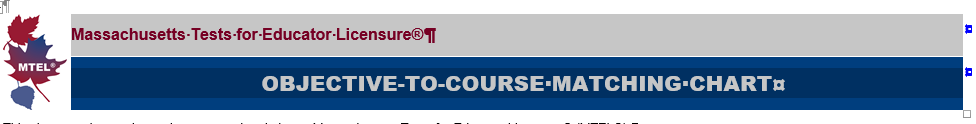 ¶
Massachusetts·Tests·for·Educator·Licensure®¶
¤
MTEL®
OBJECTIVE-TO-COURSE·MATCHING·CHART¤
¤